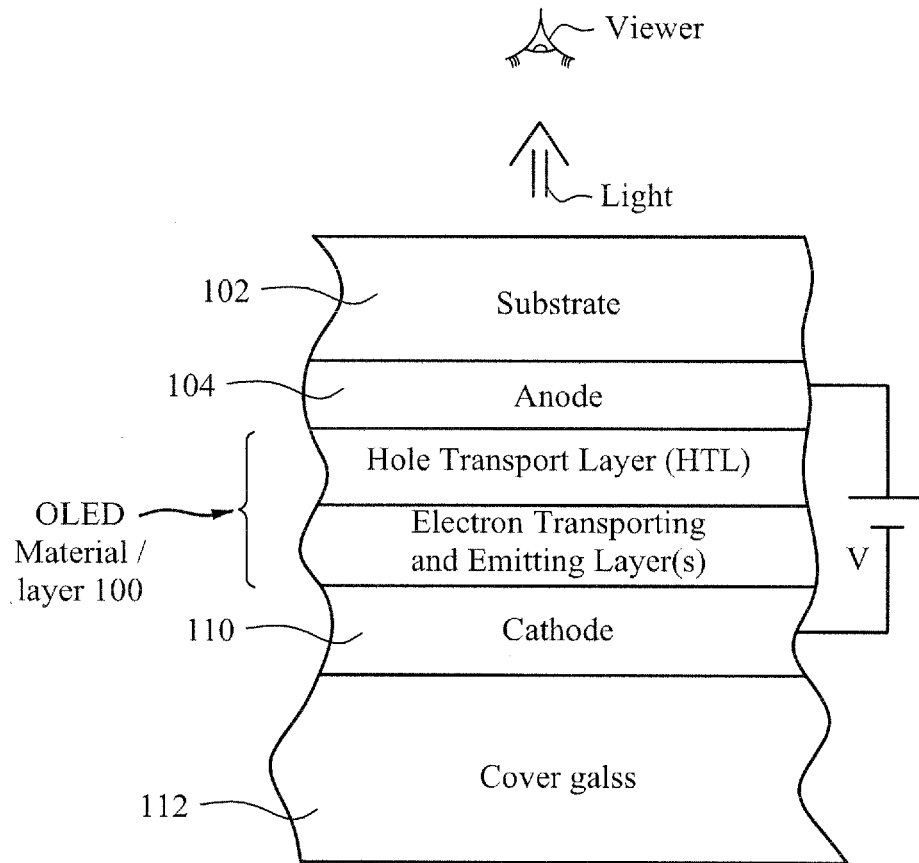 Viewer
Light
102
Substrate
104
Anode
Hole Transport Layer (HTL)
OLED
Material /
layer 100
Electron Transporting
and Emitting Layer(s)
V
110
Cathode
Cover galss
112